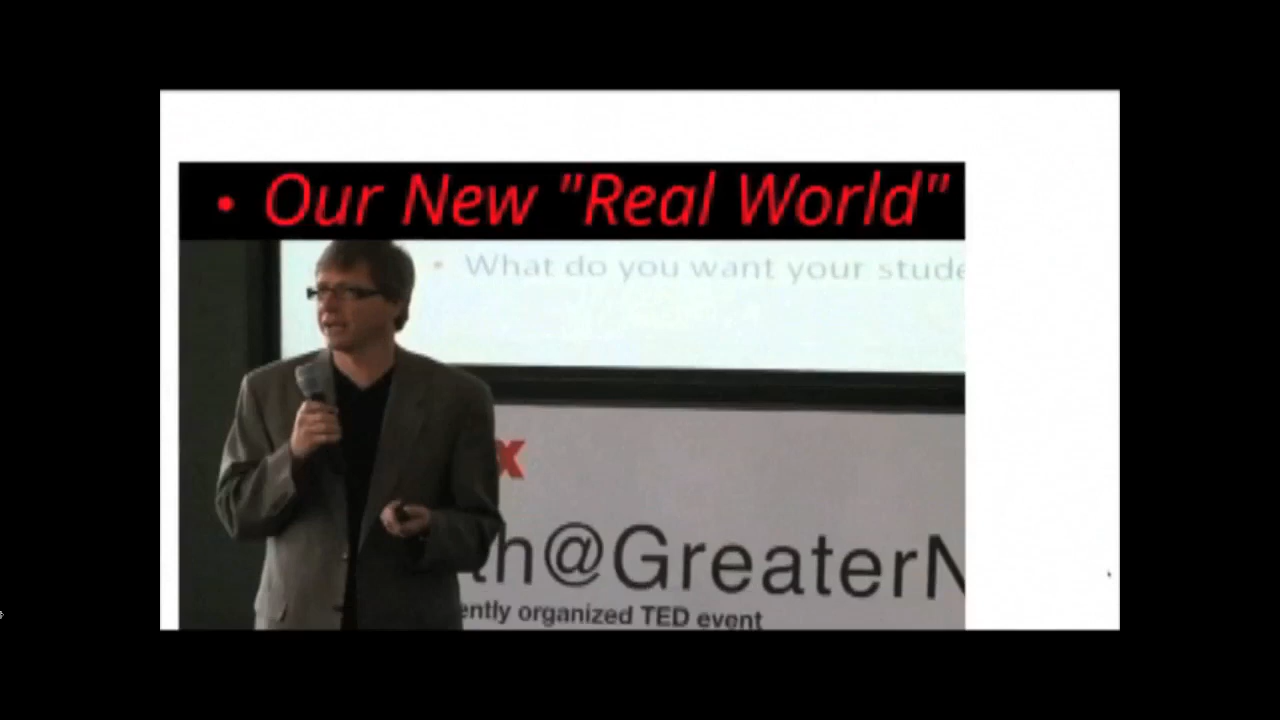 • Our New "Real World"
• What do you want your stude
x
th@GreaterN
ently organized TED event